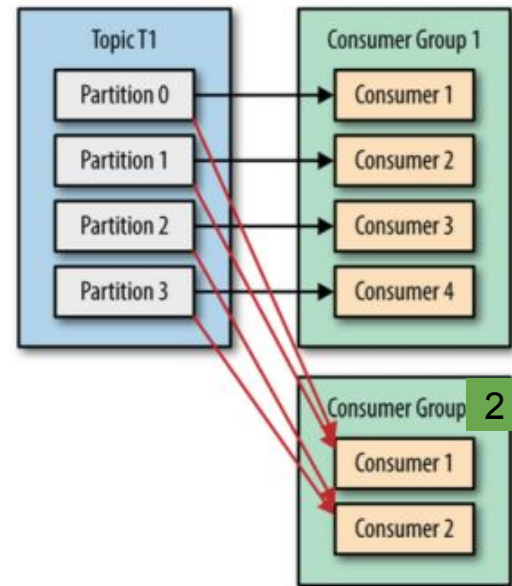 Topic T1
Partition 0
Partition 1
Partition 2
Partition 3
Consumer Group 1
Consumer 1
Consumer 2
Consumer 3
Consumer 4
Consumer Group 2
Consumer 1
Consumer 2